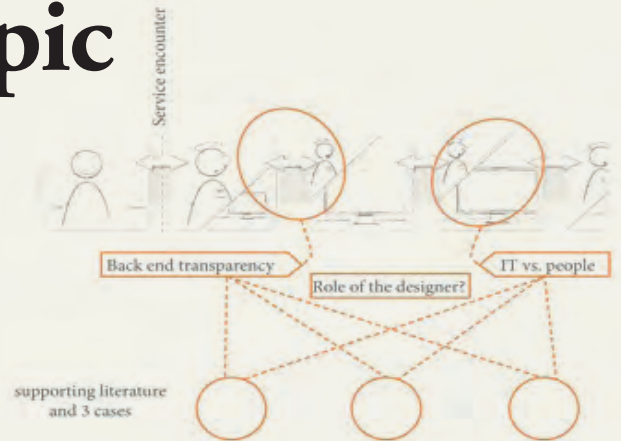 pic
Service encounter
Back end transparency
IT vs. people
Role of the designer?
supporting literature
and 3 cases